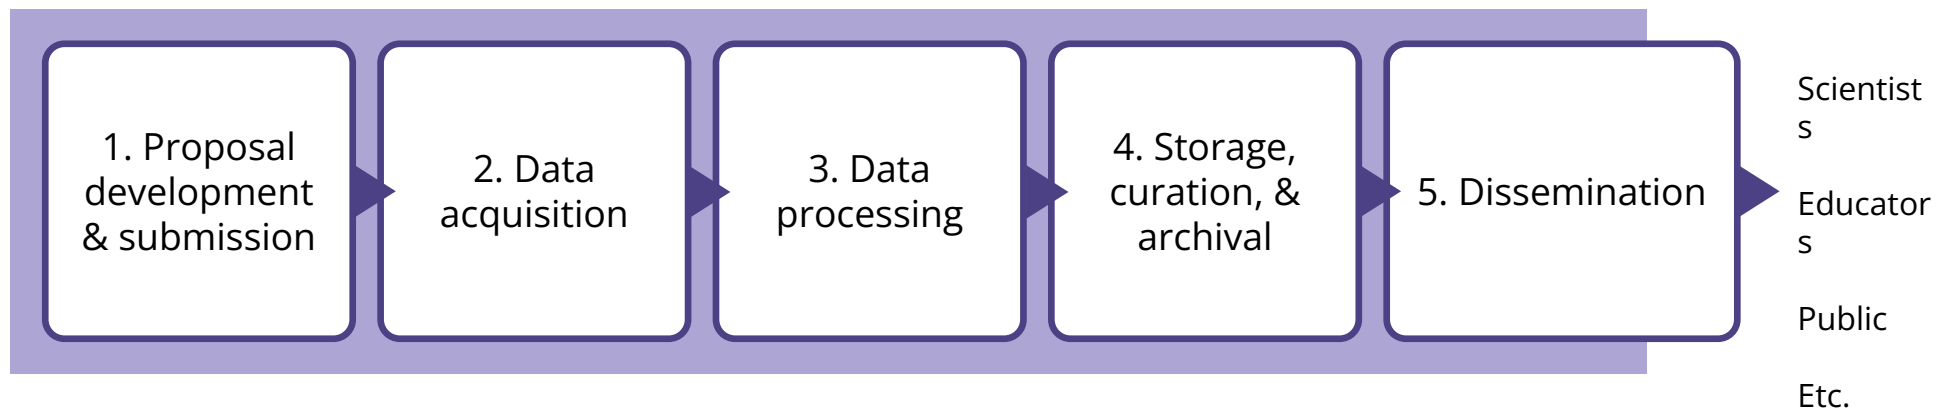 1. Proposal
development
& submission
2. Data
acquisition
3. Data
processing
4. Storage,
curation, &
archival
5. Dissemination
Scientist
s
Educator
s
Public
Etc.